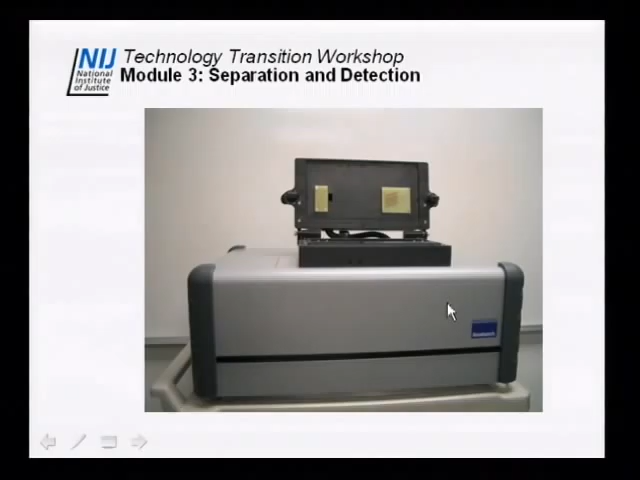 NIJ
National
Institute
of Justice
Technology Transition Workshop
Module 3: Separation and Detection